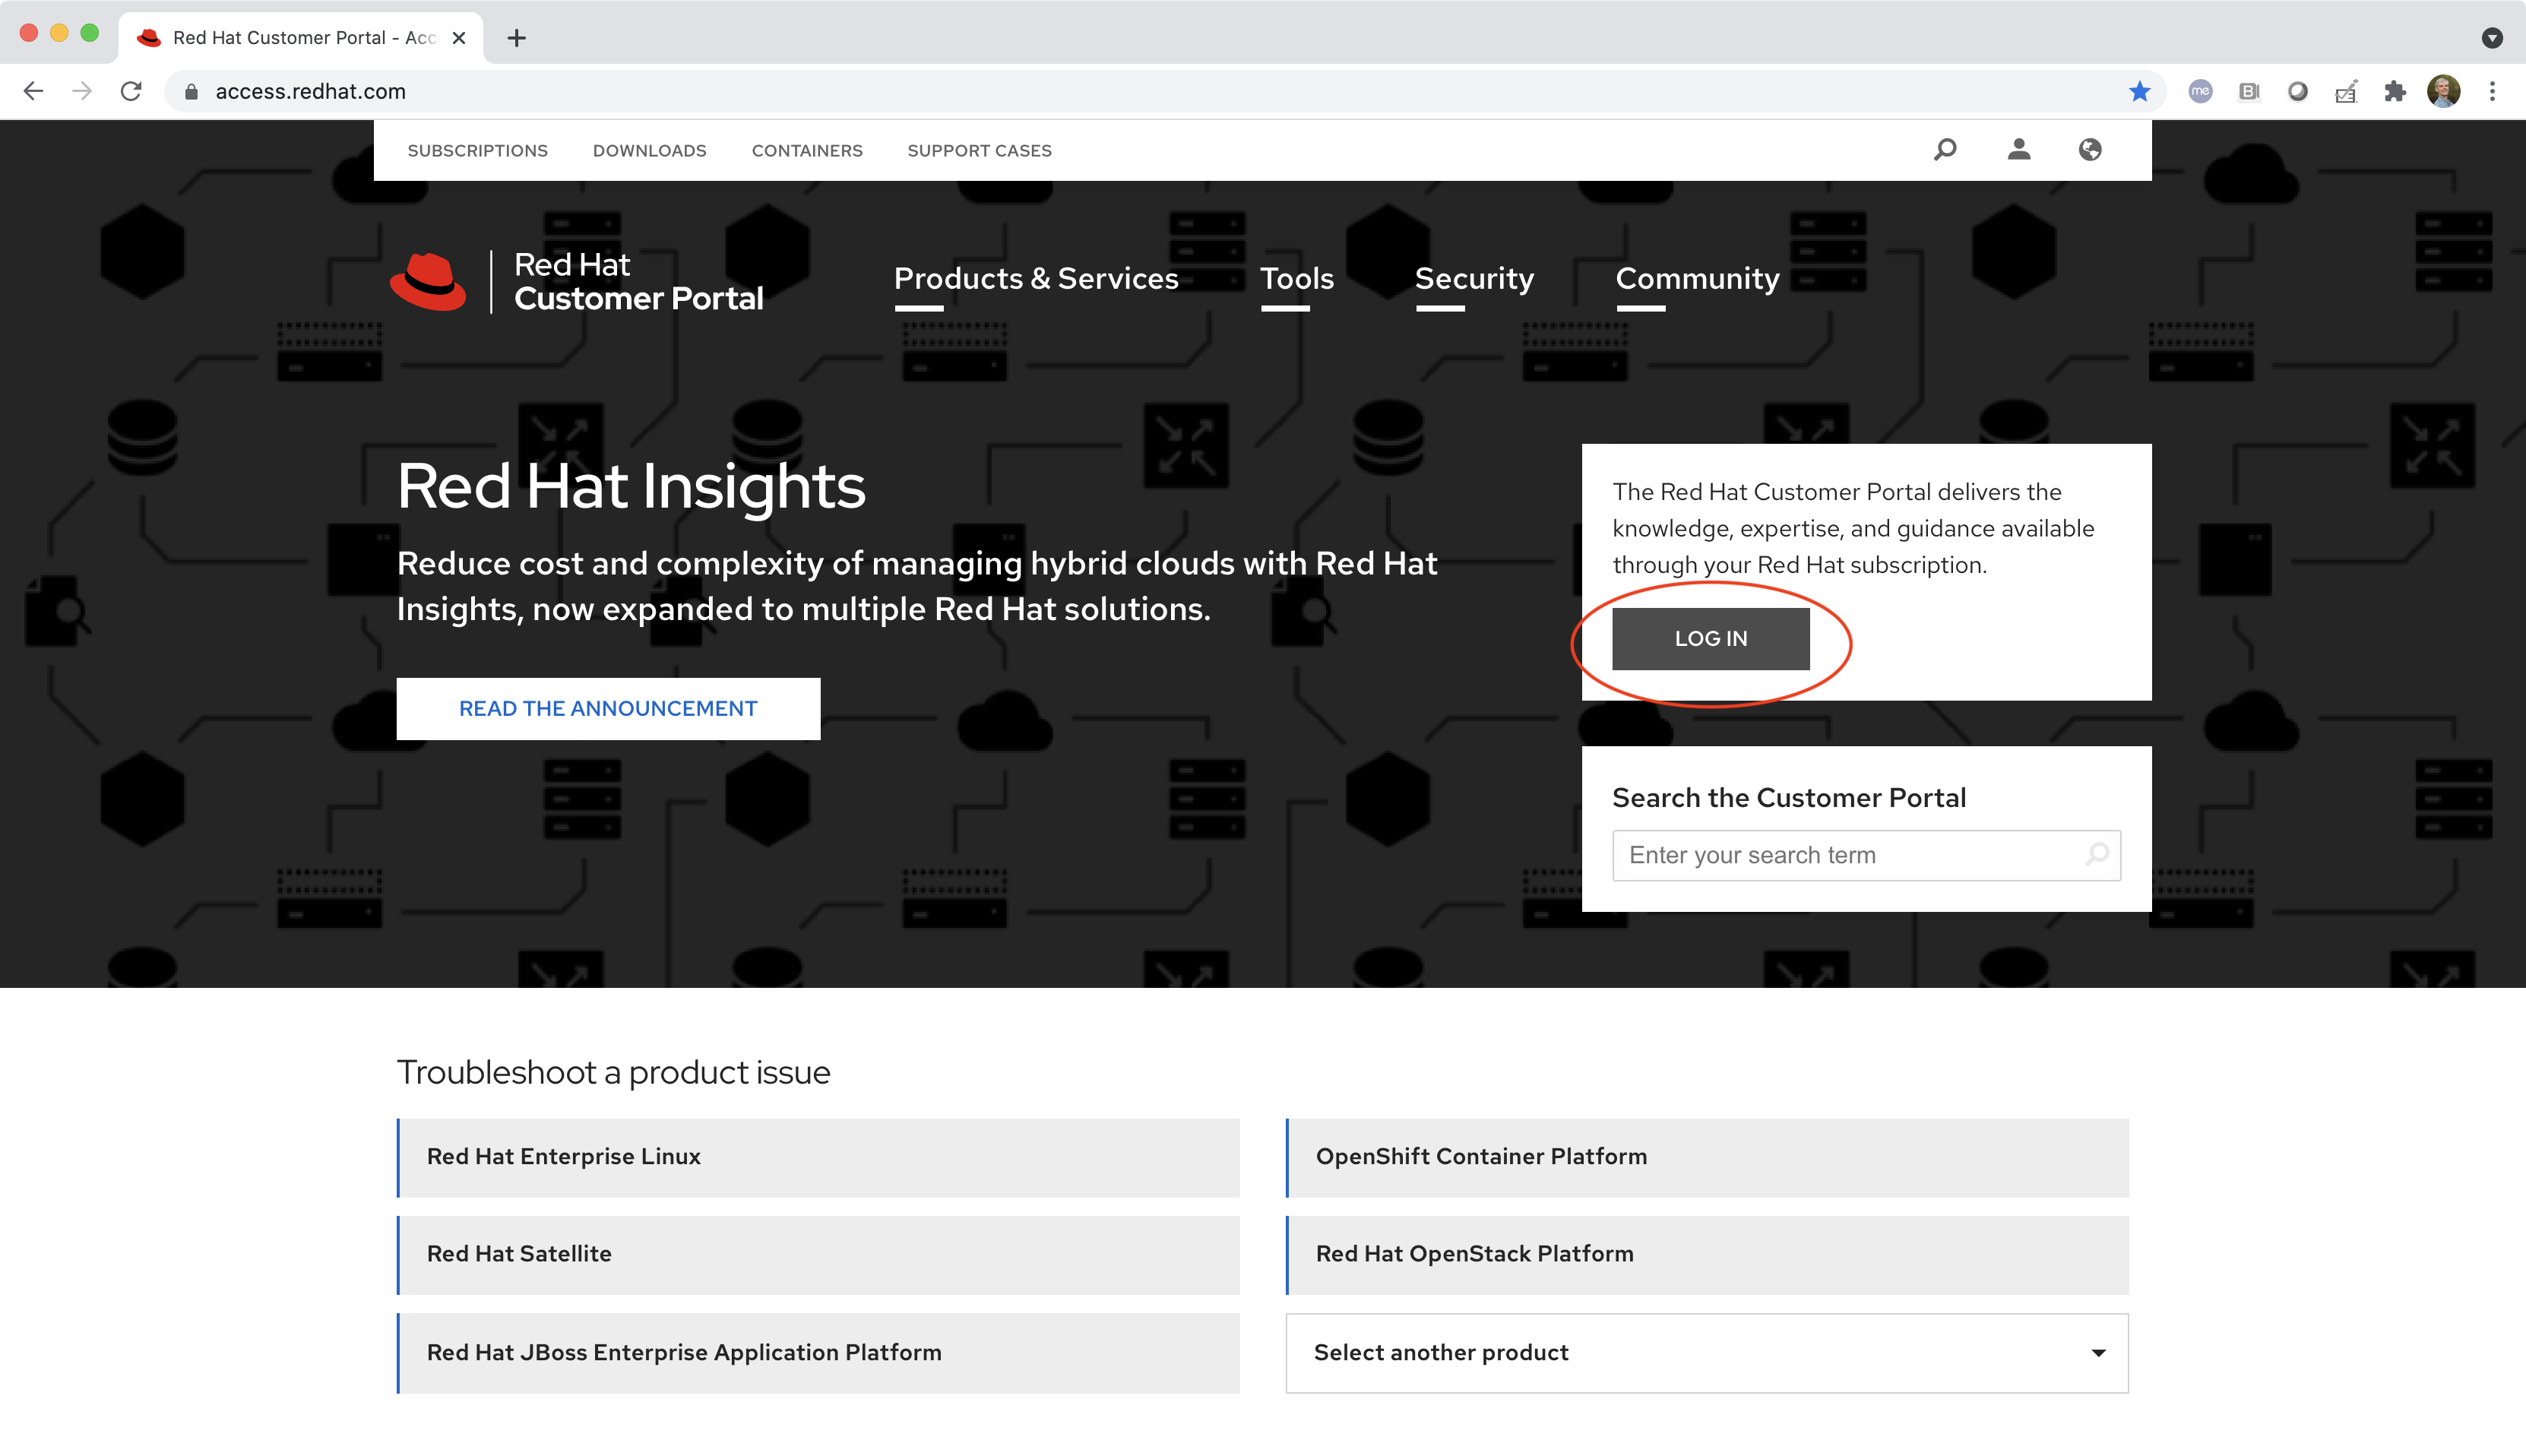 Red Hat Customer Portal - Acc
access.redhat.com
me
B
SUBSCRIPTIONS DOWNLOADS CONTAINERS SUPPORT CASES
Red Hat
Customer Portal
Products & Services Tools Security Community
Red Hat Insights
Reduce cost and complexity of managing hybrid clouds with Red Hat
Insights, now expanded to multiple Red Hat solutions.
READ THE ANNOUNCEMENT
The Red Hat Customer Portal delivers the
knowledge, expertise, and guidance available
through your Red Hat subscription.
LOG IN
Search the Customer Portal
Enter your search term
Troubleshoot a product issue
Red Hat Enterprise Linux
OpenShift Container Platform
Red Hat Satellite
Red Hat OpenStack Platform
Red Hat JBoss Enterprise Application Platform
Select another product